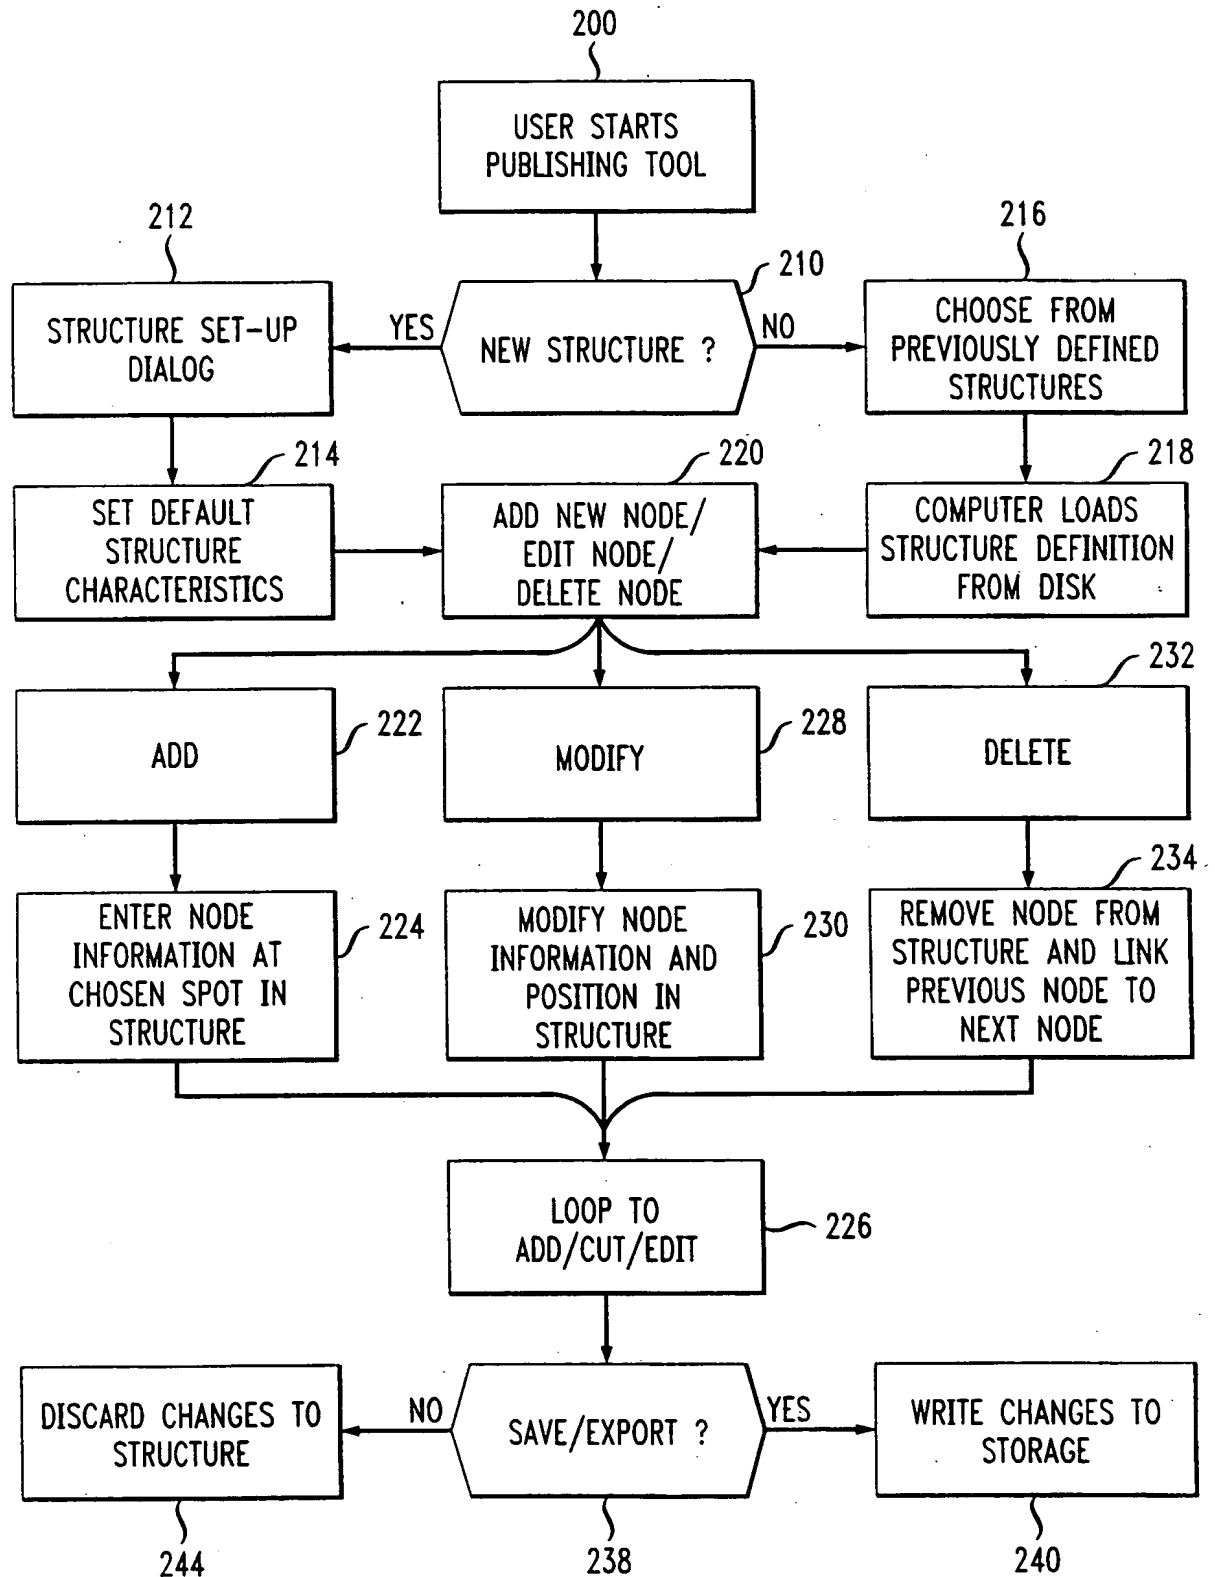 200
USER STARTS
PUBLISHING TOOL
212
216
210
STRUCTURE SET-UP
DIALOG
YES
NEW STRUCTURE ?
NO
CHOOSE FROM
PREVIOUSLY DEFINED
STRUCTURES
214
220
218
SET DEFAULT
STRUCTURE
CHARACTERISTICS
ADD NEW NODE/
EDIT NODE/
DELETE NODE
COMPUTER LOADS
STRUCTURE DEFINITION
FROM DISK
232
ADD
222
MODIFY
228
DELETE
234
ENTER NODE
INFORMATION AT
CHOSEN SPOT IN
STRUCTURE
224
MODIFY NODE
INFORMATION AND
POSITION IN
STRUCTURE
230
REMOVE NODE FROM
STRUCTURE AND LINK
PREVIOUS NODE TO
NEXT NODE
LOOP TO
ADD/CUT/EDIT
226
DISCARD CHANGES TO
STRUCTURE
NO
SAVE/EXPORT ?
YES
WRITE CHANGES TO
STORAGE
244
238
240